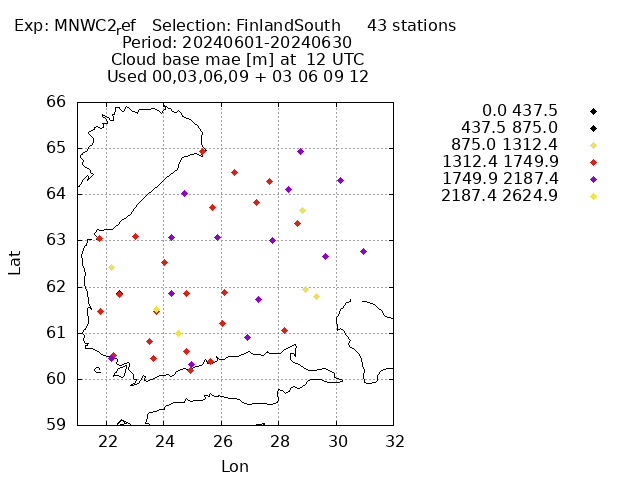 Exp: MNWC2ref   Selection: FinlandSouth     43 stations
Period: 20240601-20240630
Cloud base mae [m] at  12 UTC
Used 00,03,06,09 + 03 06 09 12
0.0 437.5
437.5 875.0
875.0 1312.4
1312.4 1749.9
1749.9 2187.4
2187.4 2624.9
66
65
64
63
62
61
60
59
Lat
22 24 26 28 30 32
Lon